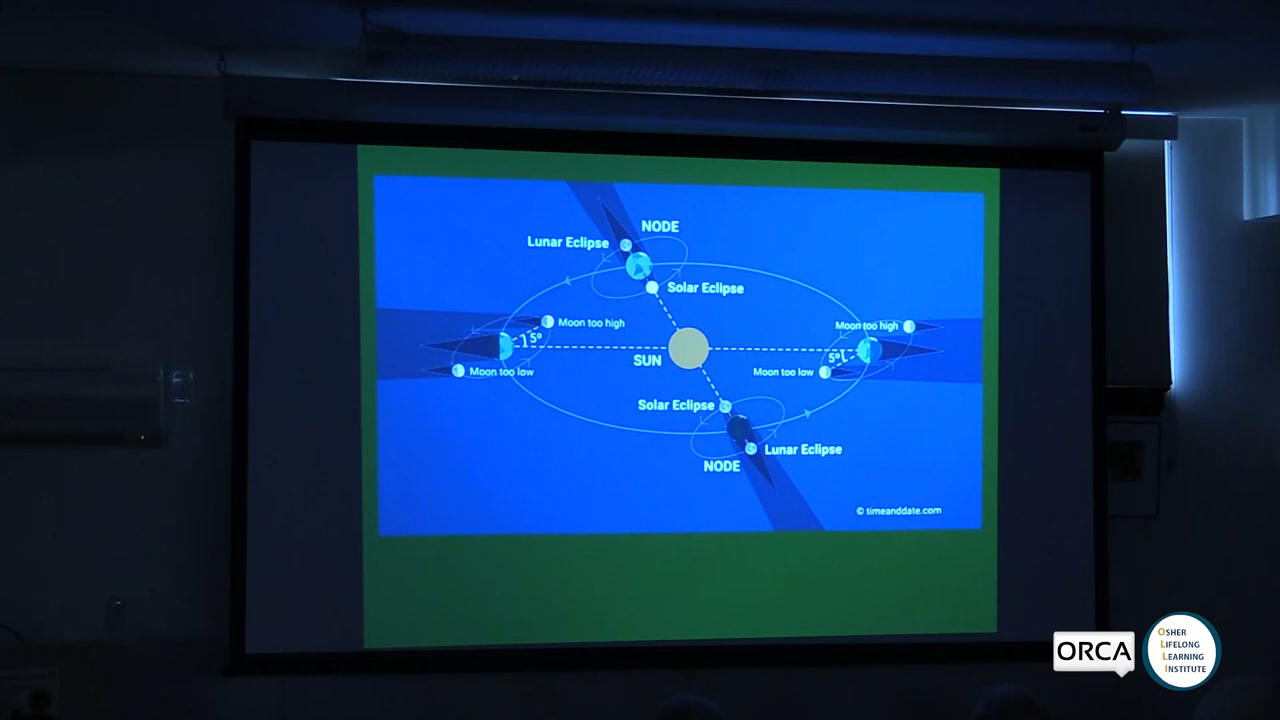 NODE
Lunar Eclipse
Solar Eclipse
Moon too high
5°
Moon too low
SUN
Moon too high
5°
Moon too low
Solar Eclipse
Lunar Eclipse
NODE
© timeanddate.com
ORCA
OSHER
LIFELONG
LEARNING
INSTITUTE